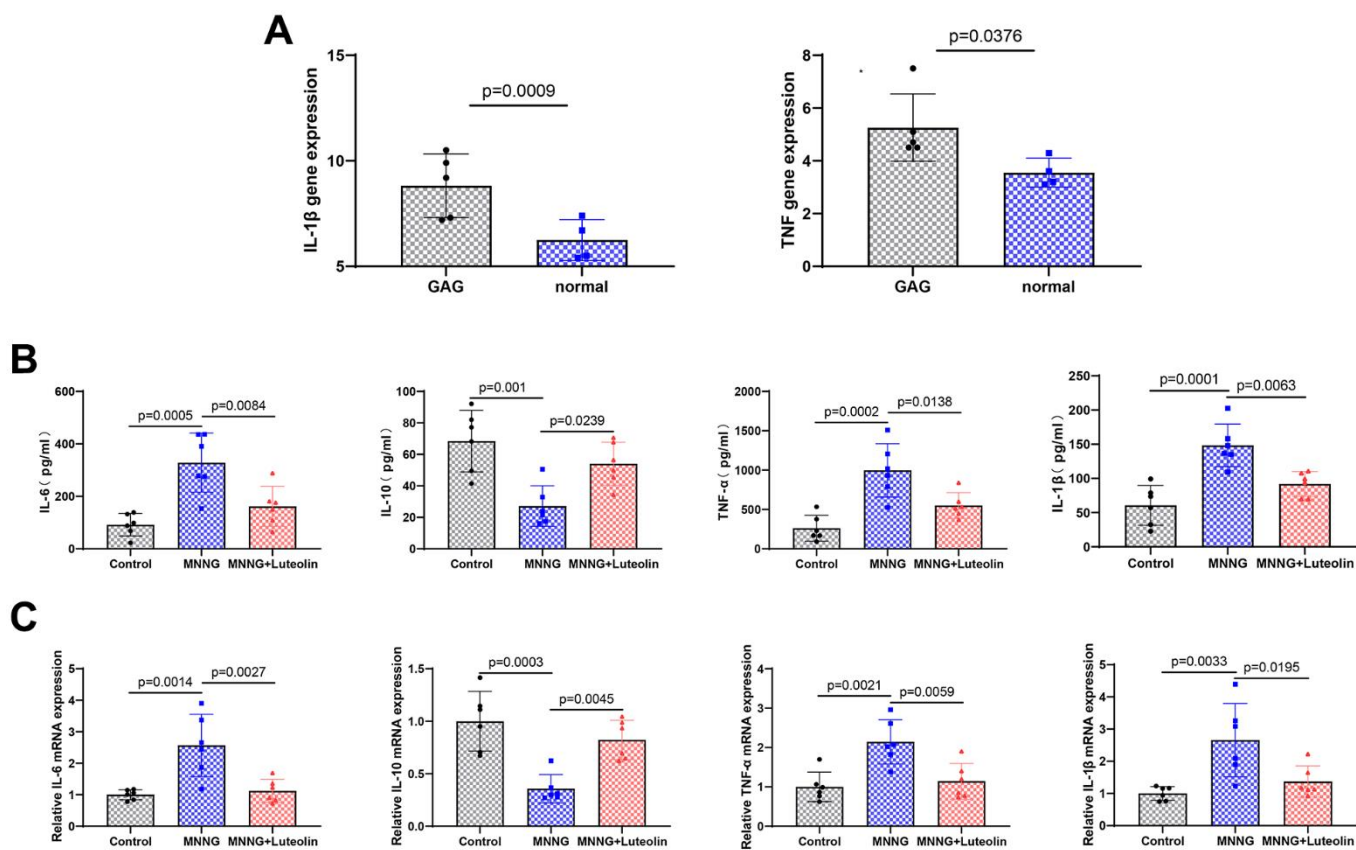 A
IL-1β gene expression
15
10
5
p=0.0009
GAG
normal
TNF gene expression
8
6
4
2
0
p=0.0376
GAG
normal
B
IL-6 ( pg/ml)
600
400
200
0
p=0.0005
p=0.0084
Control
MNNG
MNNG+Luteolin
IL-10 ( pg/ml)
100
80
60
40
20
0
p=0.001
p=0.0239
Control
MNNG
MNNG+Luteolin
TNF-α ( pg/ml)
2000
1500
1000
500
0
p=0.0002
p=0.0138
Control
MNNG
MNNG+Luteolin
IL-1β ( pg/ml)
250
200
150
100
50
0
p=0.0001
p=0.0063
Control
MNNG
MNNG+Luteolin
C
Relative IL-6 mRNA expression
5
4
3
2
1
0
p=0.0014
p=0.0027
Control
MNNG
MNNG+Luteolin
Relative IL-10 mRNA expression
1.5
1.0
0.5
0.0
p=0.0003
p=0.0045
Control
MNNG
MNNG+Luteolin
Relative TNF-α mRNA expression
4
3
2
1
0
p=0.0021
p=0.0059
Control
MNNG
MNNG+Luteolin
Relative IL-1β mRNA expression
5
4
3
2
1
0
p=0.0033
p=0.0195
Control
MNNG
MNNG+Luteolin